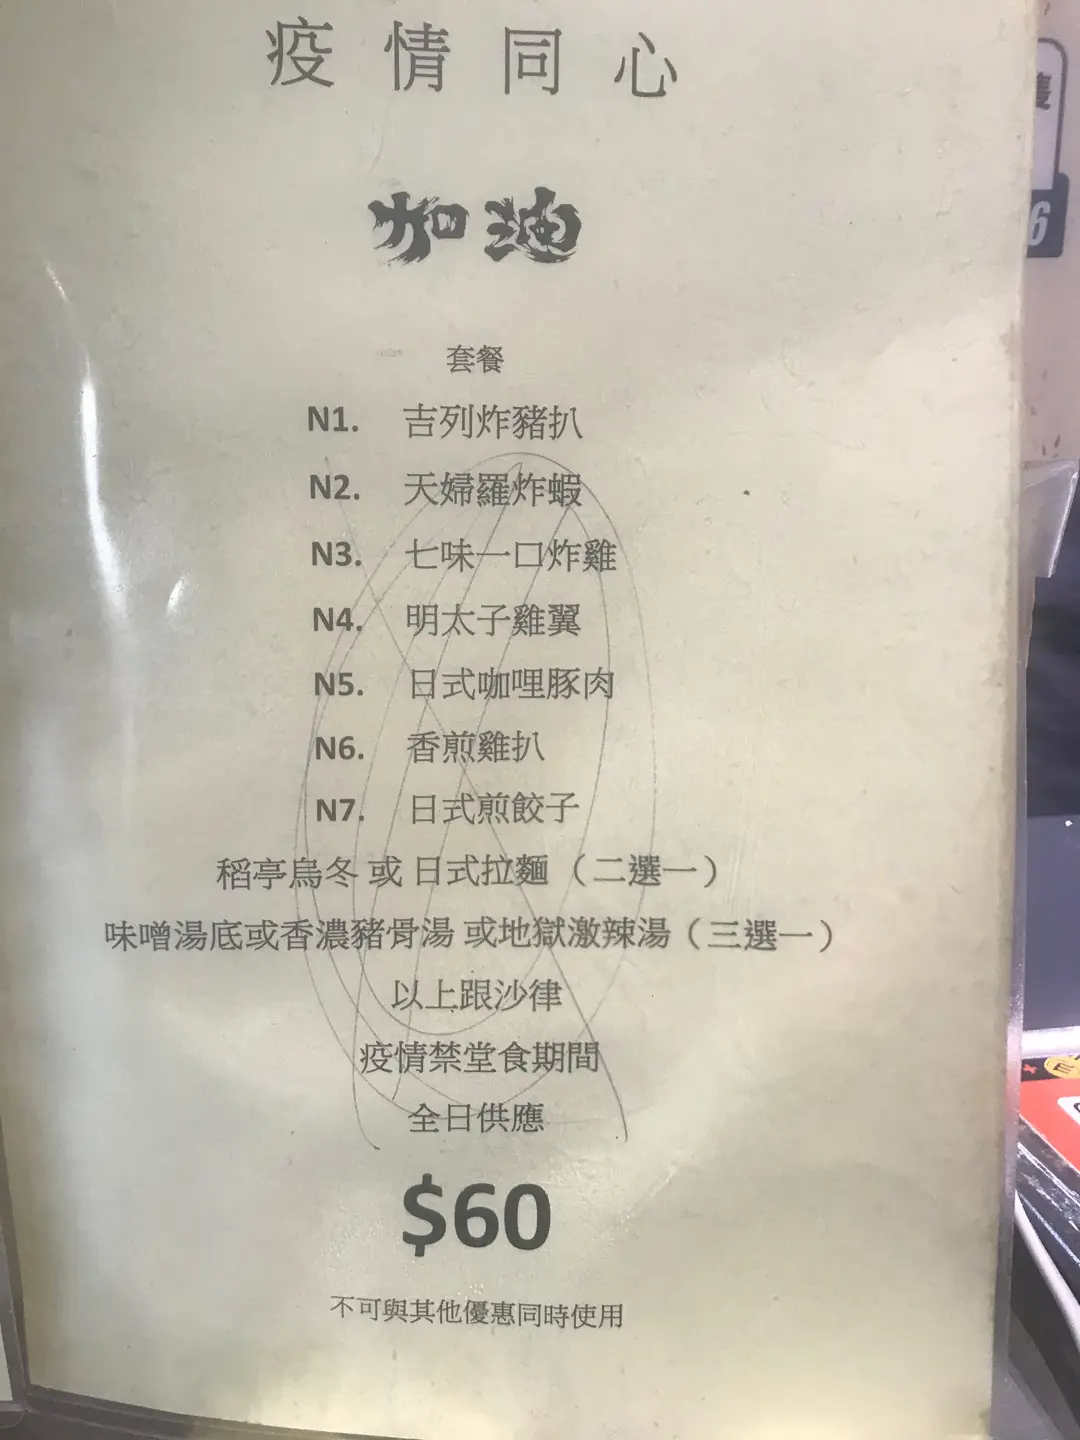 疫情同心
加油
套餐
N1. 吉列炸豬扒
N2. 天婦羅炸蝦
N3. 七味一口炸雞
N4. 明太子雞翼
N5. 日式咖哩豚肉
N6. 香煎雞扒
N7. 日式煎餃子
稻亭烏冬 或 日式拉麵（二選一）
味噌湯底或香濃豬骨湯 或地獄激辣湯（三選一）
以上跟沙律
疫情禁堂食期間
全日供應
$60
不可與其他優惠同時使用
6